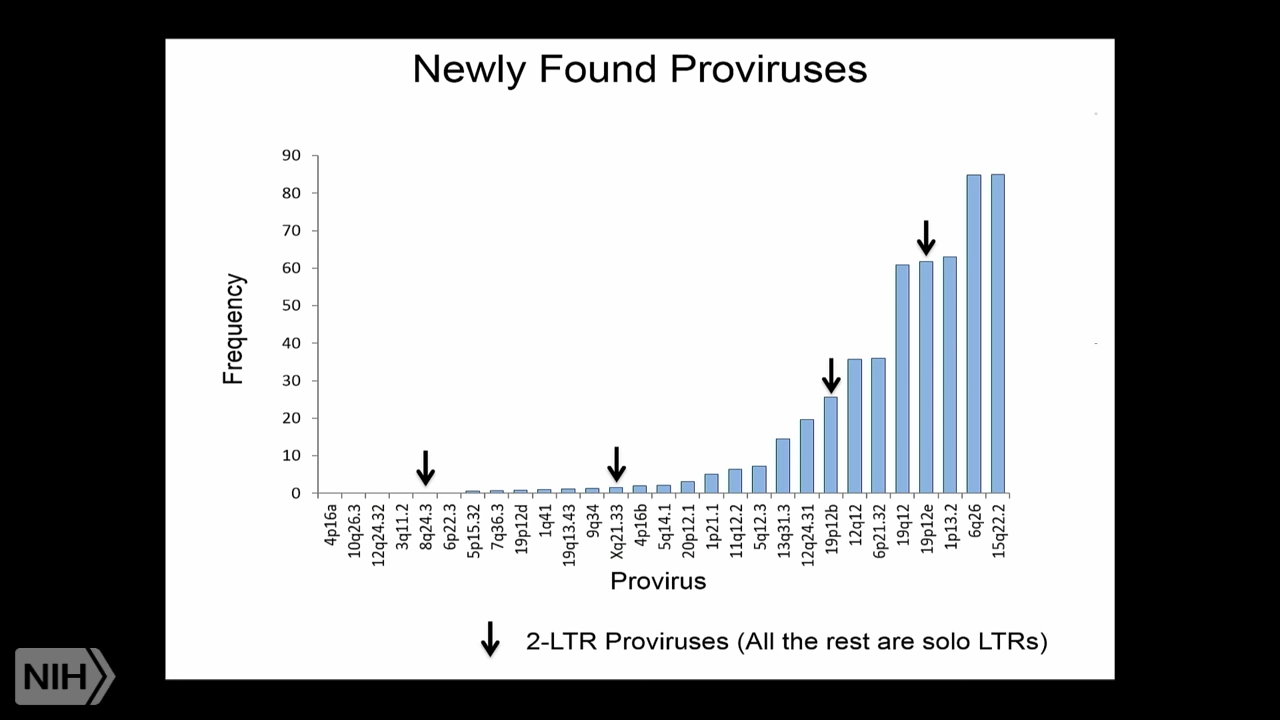 Newly Found Proviruses
90
80
70
60
50
40
30
20
10
0
Frequency
4p16a
10q26.3
12q24.32
3q11.2
8q24.3
6p22.3
5p15.32
7q36.3
19p12d
1q41
19q13.43
9q34
Xq21.33
4p16b
5q14.1
20p12.1
1p21.1
11q12.2
5q12.3
13q31.3
12q24.31
19p12b
12q12
6p21.32
19q12
19p12e
1p13.2
6q26
15q22.2
Provirus
2-LTR Proviruses (All the rest are solo LTRs)
NIH